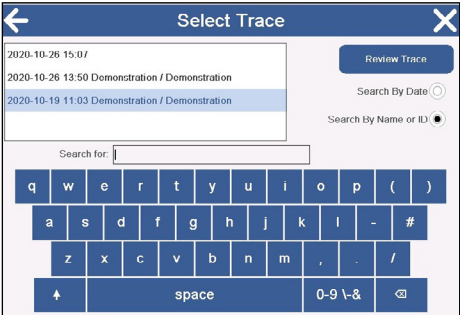 Select Trace
2020-10-26 15:07
2020-10-26 13:50 Demonstration / Demonstration
2020-10-19 11:03 Demonstration / Demonstration
Review Trace
Search By Date
Search By Name or ID
Search for:
q w e r t y u i o p ( )
a s d f g h j k l - #
z x c v b n m , . /
space 0-9 \-&